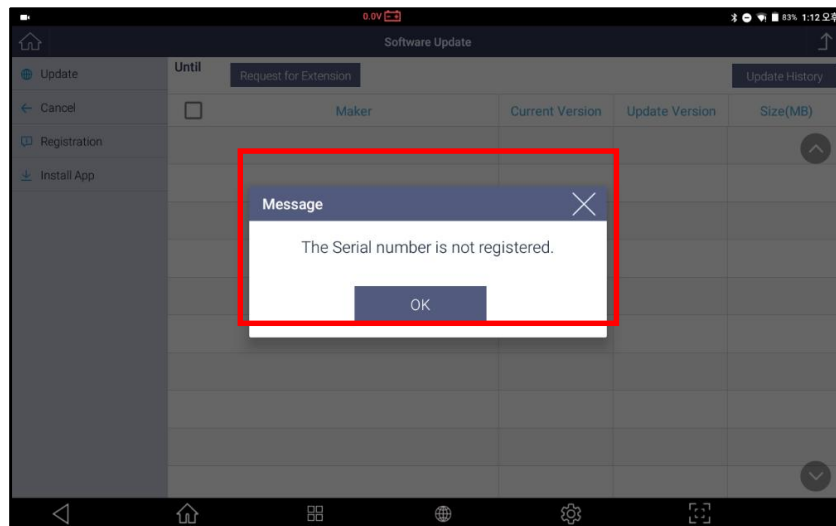 0.0V
83% 1:12 오후
Software Update
Update
Cancel
Registration
Install App
Until
Request for Extension
Update History
Maker
Current Version
Update Version
Size(MB)
Message
The Serial number is not registered.
OK